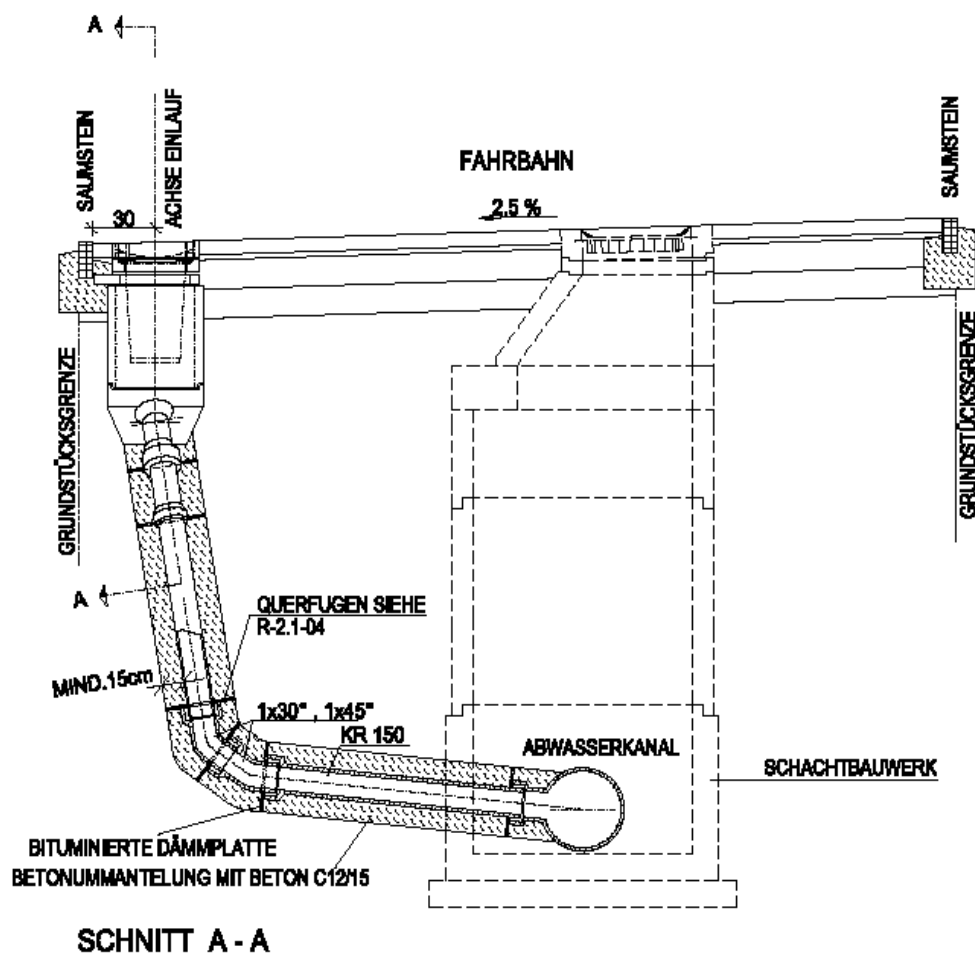 A
SAUMSTEIN
ACHSE EINLAUF
SAUMSTEIN
FAHRBAHN
30
2.5 %
GRUNDSTÜCKSGRENZE
GRUNDSTÜCKSGRENZE
A
QUERFUGEN SIEHE
R-2.1-04
MIND.15cm
1x30° , 1x45°
KR 150
ABWASSERKANAL
SCHACHTBAUWERK
BITUMINIERTE DÄMMPLATTE
BETONUMMANTELUNG MIT BETON C12/15
SCHNITT A - A